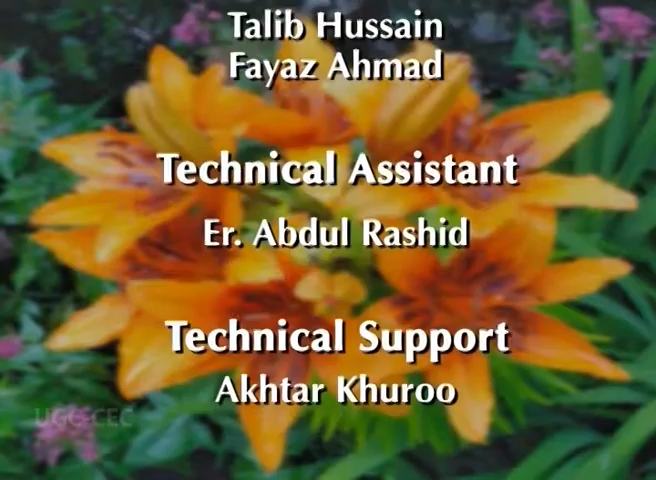 Talib Hussain
Fayaz Ahmad
Technical Assistant
Er. Abdul Rashid
Technical Support
Akhtar Khuroo
UGC-CEC